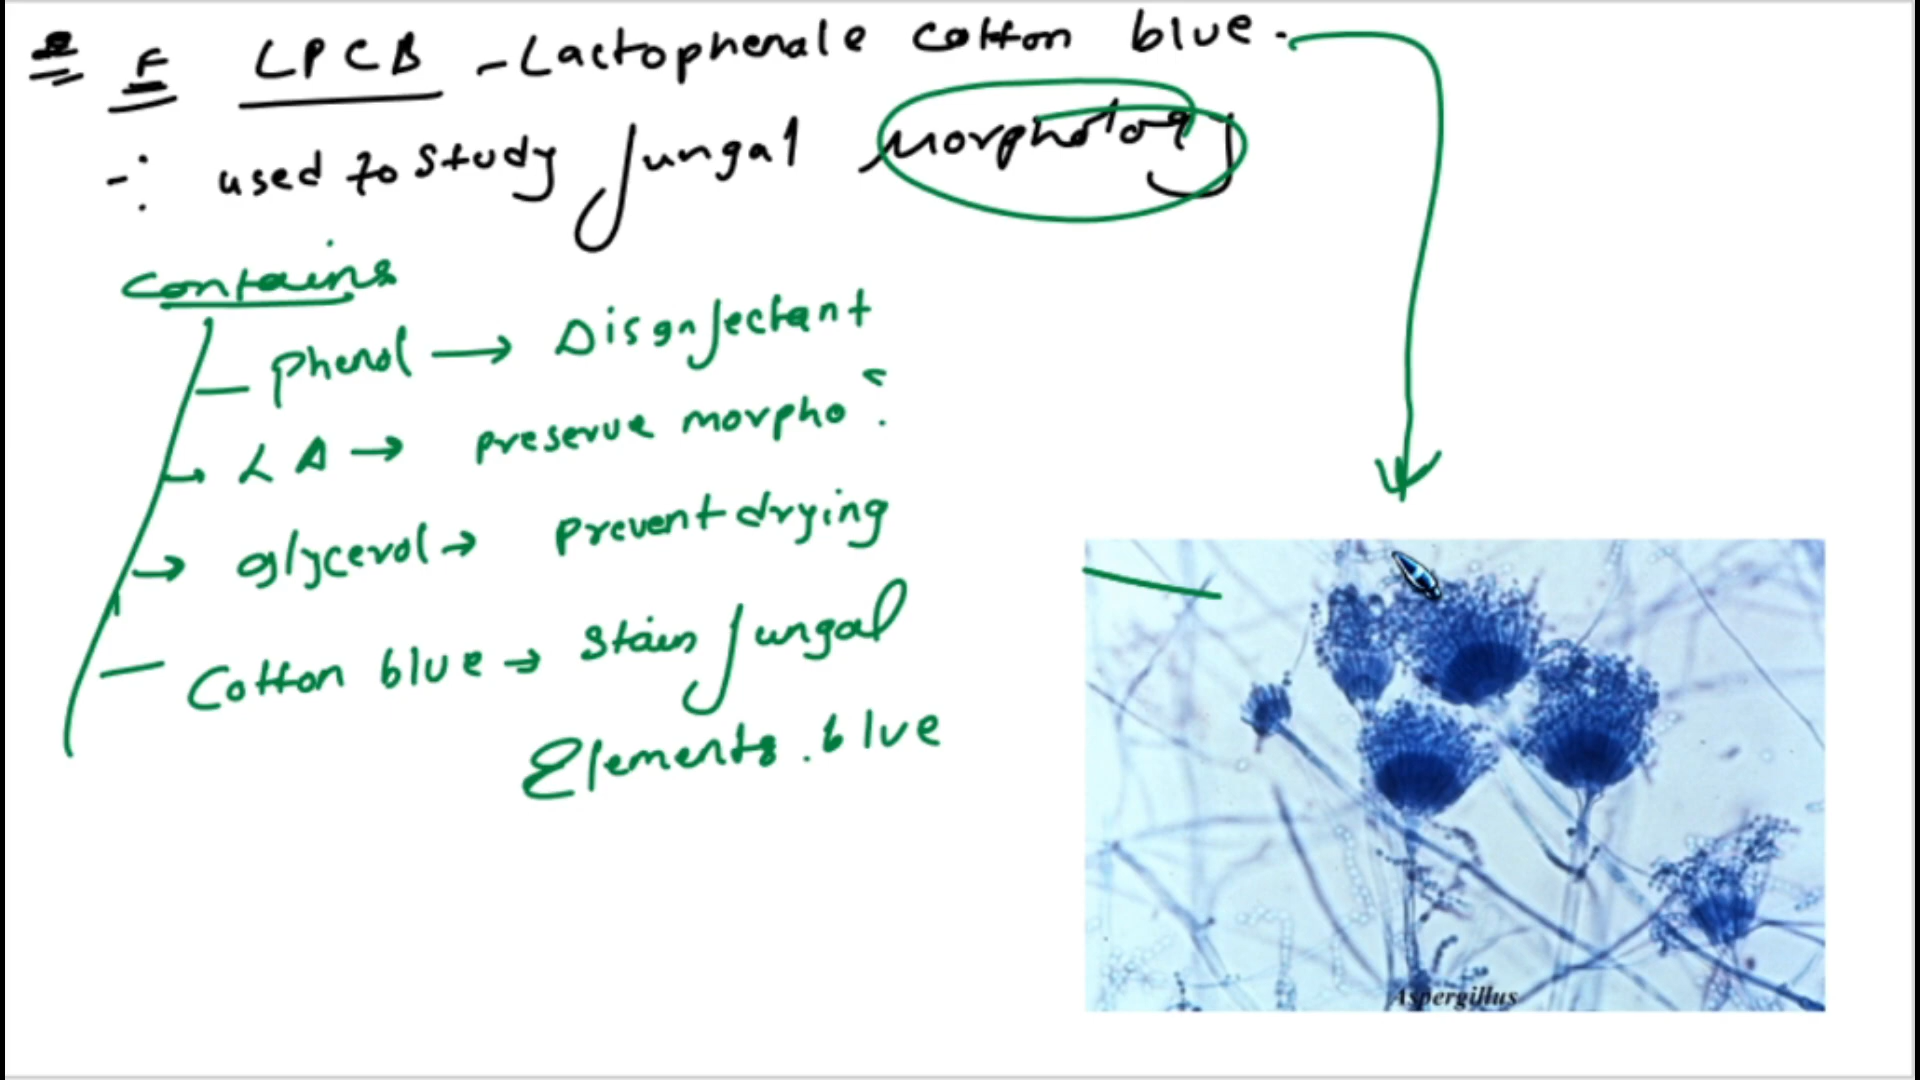 F LPCB - Lactophenale cotton blue.
-: used to study fungal morphology
Contains
phenol → Disenfectant
→ LA → preserve morpho :
→ glycerol → prevent drying
Cotton blue → Stain fungal
Elements. blue
Aspergillus